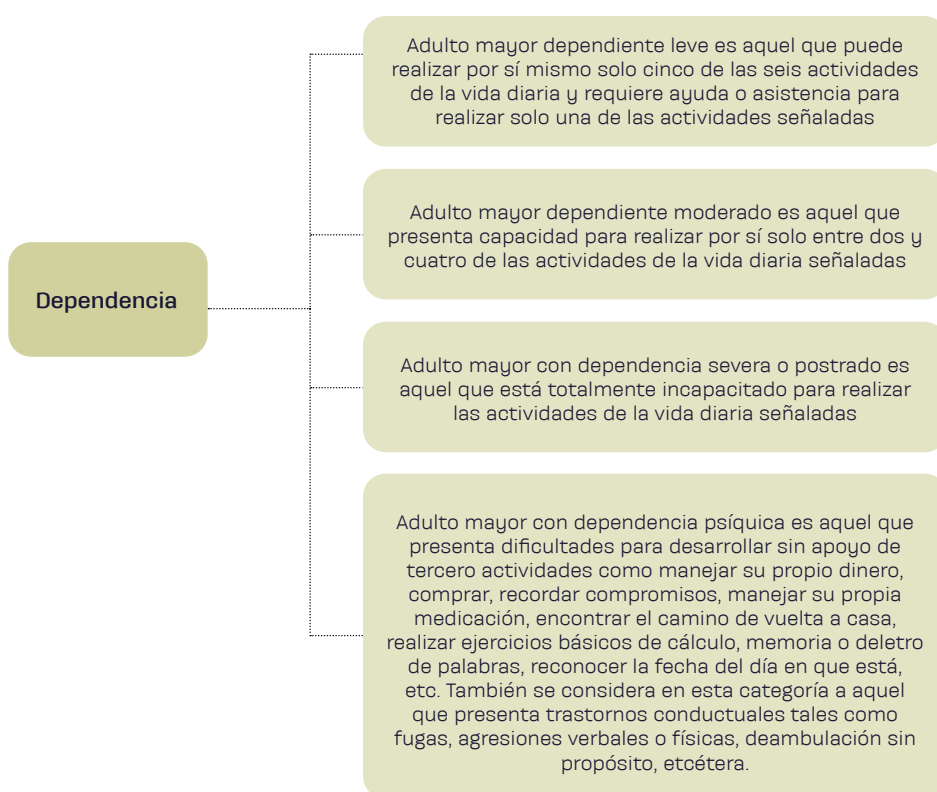 Dependencia
Adulto mayor dependiente leve es aquel que puede
realizar por sí mismo solo cinco de las seis actividades
de la vida diaria y requiere ayuda o asistencia para
realizar solo una de las actividades señaladas
Adulto mayor dependiente moderado es aquel que
presenta capacidad para realizar por sí solo entre dos y
cuatro de las actividades de la vida diaria señaladas
Adulto mayor con dependencia severa o postrado es
aquel que está totalmente incapacitado para realizar
las actividades de la vida diaria señaladas
Adulto mayor con dependencia psíquica es aquel que
presenta dificultades para desarrollar sin apoyo de
tercero actividades como manejar su propio dinero,
comprar, recordar compromisos, manejar su propia
medicación, encontrar el camino de vuelta a casa,
realizar ejercicios básicos de cálculo, memoria o deletro
de palabras, reconocer la fecha del día en que está,
etc. También se considera en esta categoría a aquel
que presenta trastornos conductuales tales como
fugas, agresiones verbales o físicas, deambulación sin
propósito, etcétera.